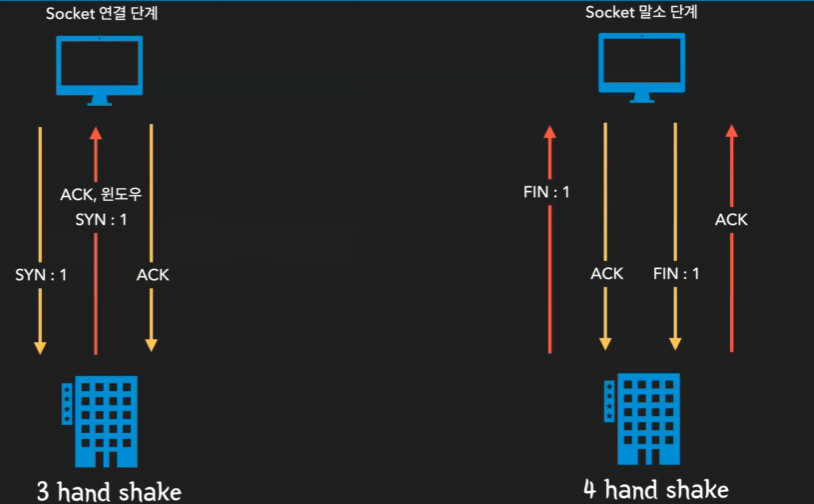 Socket 연결 단계
Socket 말소 단계
ACK, 윈도우
SYN : 1
SYN : 1
ACK
FIN : 1
ACK
ACK
FIN : 1
3 hand shake
4 hand shake